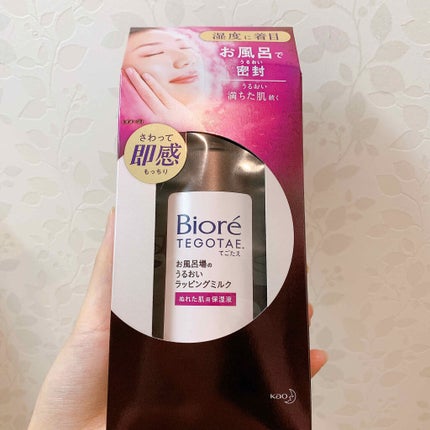 湿度に着目
お風呂で
うるおい
密封
うるおい
満ちた肌 続く
さわって
即感
もっちり
Bioré
TEGOTAE.
てごたえ
お風呂場の
うるおい
ラッピングミルク
ぬれた肌用保湿液
Kao